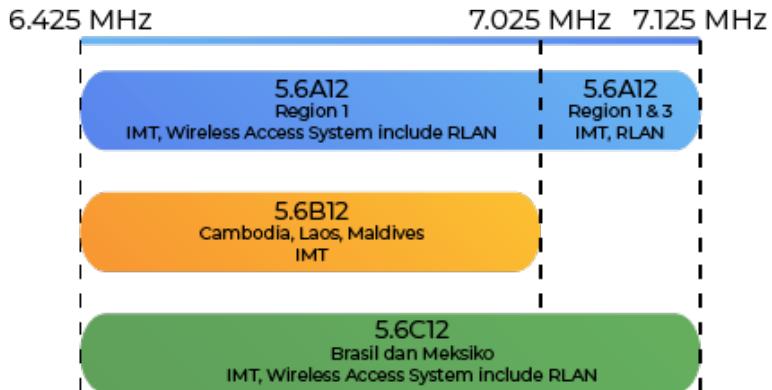 6.425 MHz 7.025 MHz 7.125 MHz
5.6A12
Region 1
IMT, Wireless Access System include RLAN
5.6A12
Region 1 & 3
IMT, RLAN
5.6B12
Cambodia, Laos, Maldives
IMT
5.6C12
Brasil dan Meksiko
IMT, Wireless Access System include RLAN